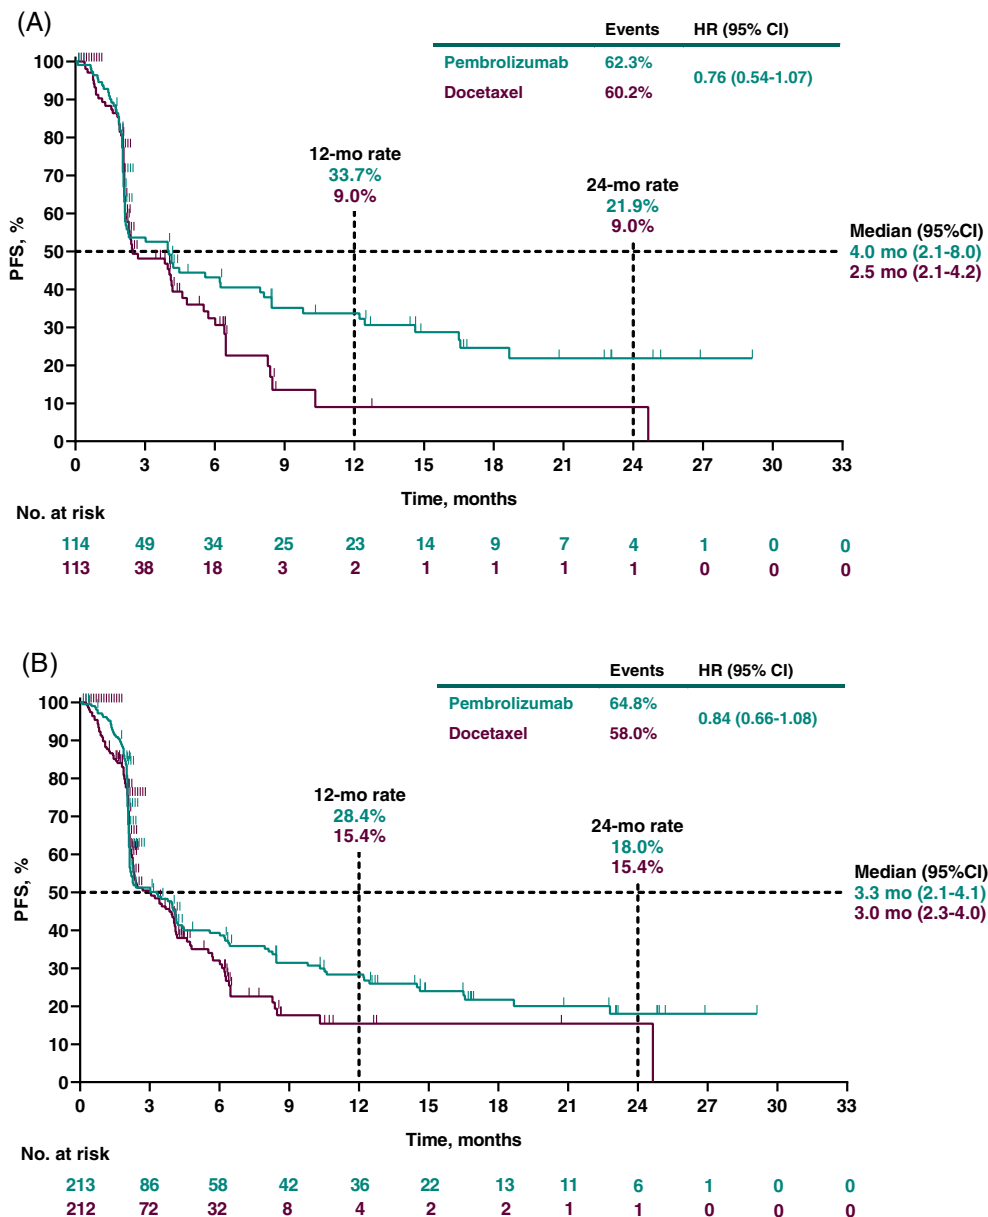 (A)
Events HR (95% CI)
Pembrolizumab 62.3%
0.76 (0.54-1.07)
Docetaxel 60.2%
100
90
80
70
60
50
40
30
20
10
0
PFS, %
12-mo rate
33.7%
9.0%
24-mo rate
21.9%
9.0%
Median (95%CI)
4.0 mo (2.1-8.0)
2.5 mo (2.1-4.2)
0 3 6 9 12 15 18 21 24 27 30 33
Time, months
No. at risk
114 49 34 25 23 14 9 7 4 1 0 0
113 38 18 3 2 1 1 1 1 0 0 0
(B)
Events HR (95% CI)
Pembrolizumab 64.8%
0.84 (0.66-1.08)
Docetaxel 58.0%
100
90
80
70
60
50
40
30
20
10
0
PFS, %
12-mo rate
28.4%
15.4%
24-mo rate
18.0%
15.4%
Median (95%CI)
3.3 mo (2.1-4.1)
3.0 mo (2.3-4.0)
0 3 6 9 12 15 18 21 24 27 30 33
Time, months
No. at risk
213 86 58 42 36 22 13 11 6 1 0 0
212 72 32 8 4 2 2 1 1 0 0 0